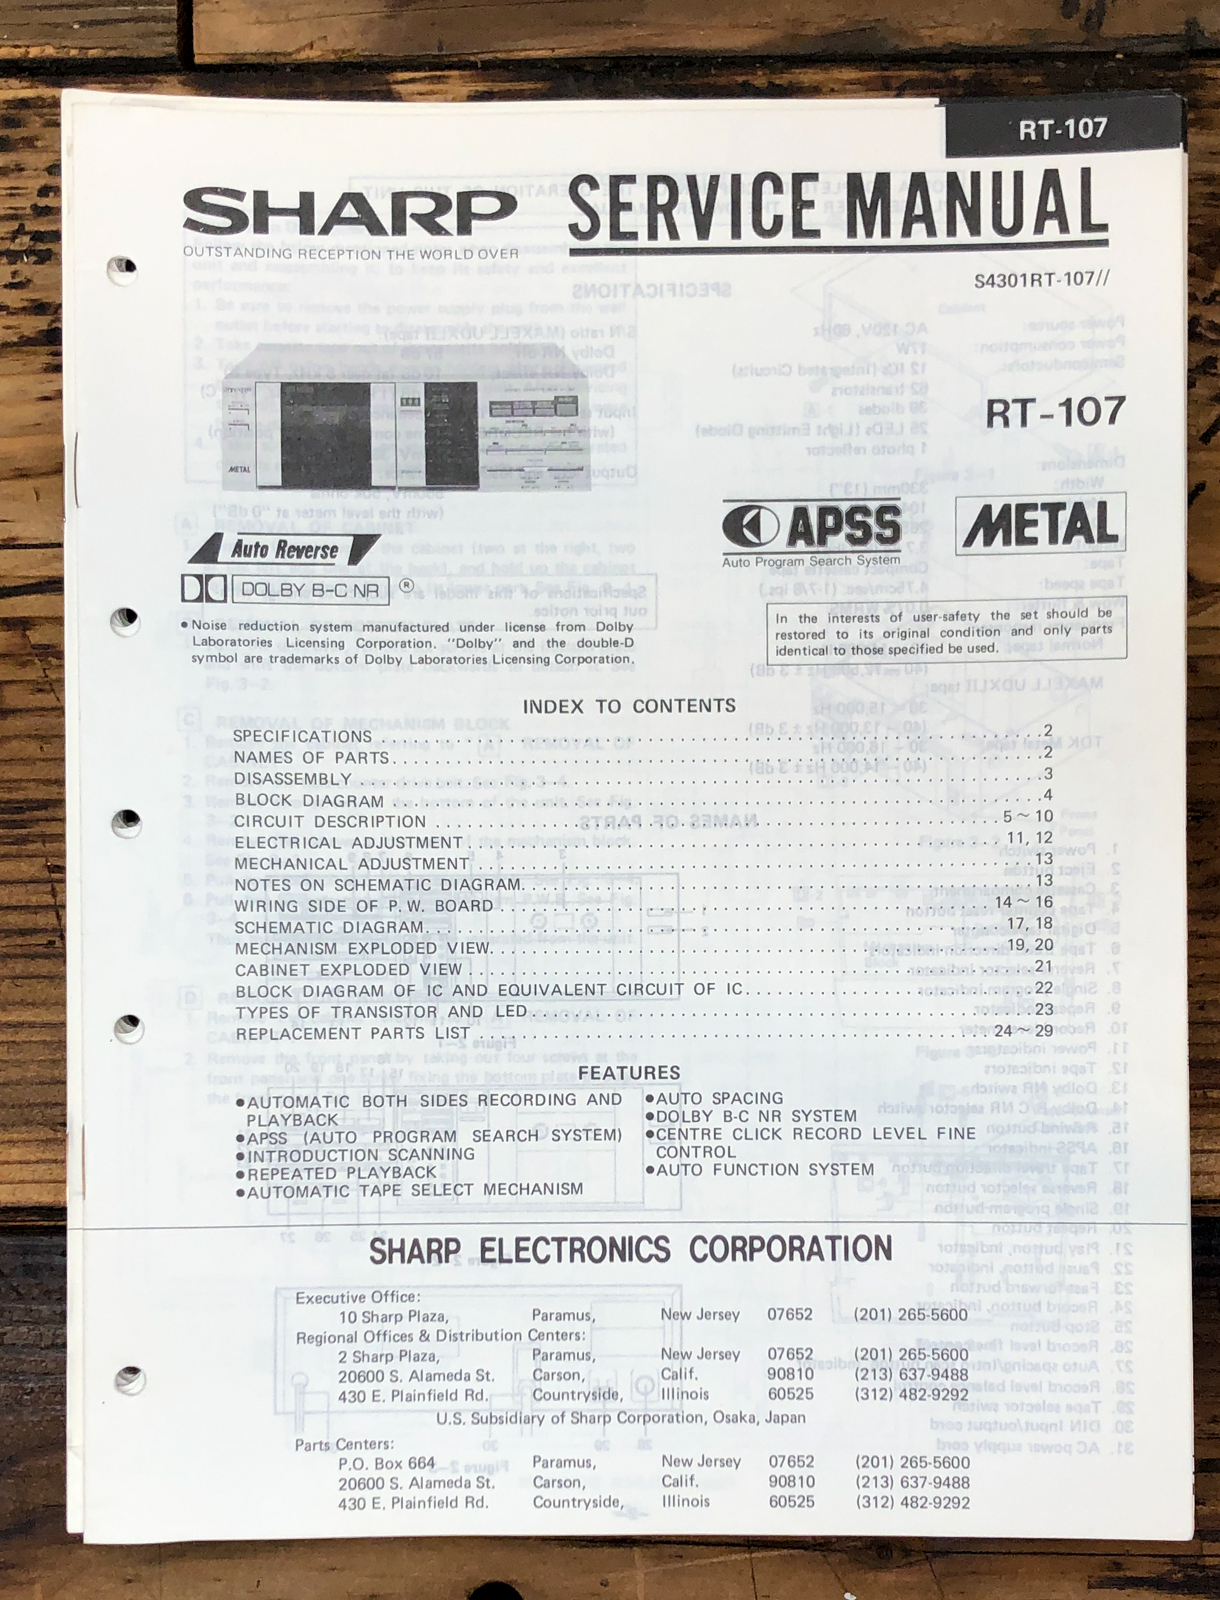 RT-107
SHARP
SERVICE MANUAL
OUTSTANDING RECEPTION THE WORLD OVER
S4301RT-107//
RT-107
METAL
APSS
Auto Program Search System
METAL
Auto Reverse
DOLBY B-C NR ®
● Noise reduction system manufactured under license from Dolby
Laboratories Licensing Corporation. "Dolby" and the double-D
symbol are trademarks of Dolby Laboratories Licensing Corporation.
In the interests of user-safety the set should be
restored to its original condition and only parts
identical to those specified be used.
INDEX TO CONTENTS
SPECIFICATIONS . . . . . . . . . . 2
NAMES OF PARTS. . . . . . . . . . 2
DISASSEMBLY . . . . . . . . . . 3
BLOCK DIAGRAM . . . . . . . . . . 4
CIRCUIT DESCRIPTION . . . . . . . . . . 5 ~ 10
ELECTRICAL ADJUSTMENT . . . . . . . . . . 11, 12
MECHANICAL ADJUSTMENT . . . . . . . . . . 13
NOTES ON SCHEMATIC DIAGRAM. . . . . . . . . . 13
WIRING SIDE OF P. W. BOARD . . . . . . . . . . 14 ~ 16
SCHEMATIC DIAGRAM. . . . . . . . . . 17, 18
MECHANISM EXPLODED VIEW. . . . . . . . . . 19, 20
CABINET EXPLODED VIEW . . . . . . . . . . 21
BLOCK DIAGRAM OF IC AND EQUIVALENT CIRCUIT OF IC. . . . . . . . . . 22
TYPES OF TRANSISTOR AND LED. . . . . . . . . . 23
REPLACEMENT PARTS LIST . . . . . . . . . . 24 ~ 29
FEATURES
●AUTOMATIC BOTH SIDES RECORDING AND
PLAYBACK
●APSS (AUTO PROGRAM SEARCH SYSTEM)
●INTRODUCTION SCANNING
●REPEATED PLAYBACK
●AUTOMATIC TAPE SELECT MECHANISM
●AUTO SPACING
●DOLBY B-C NR SYSTEM
●CENTRE CLICK RECORD LEVEL FINE
CONTROL
●AUTO FUNCTION SYSTEM
SHARP ELECTRONICS CORPORATION
Executive Office:
10 Sharp Plaza, Paramus, New Jersey 07652 (201) 265-5600
Regional Offices & Distribution Centers:
2 Sharp Plaza, Paramus, New Jersey 07652 (201) 265-5600
20600 S. Alameda St. Carson, Calif. 90810 (213) 637-9488
430 E. Plainfield Rd. Countryside, Illinois 60525 (312) 482-9292
U.S. Subsidiary of Sharp Corporation, Osaka, Japan
Parts Centers:
P.O. Box 664 Paramus, New Jersey 07652 (201) 265-5600
20600 S. Alameda St. Carson, Calif. 90810 (213) 637-9488
430 E. Plainfield Rd. Countryside, Illinois 60525 (312) 482-9292